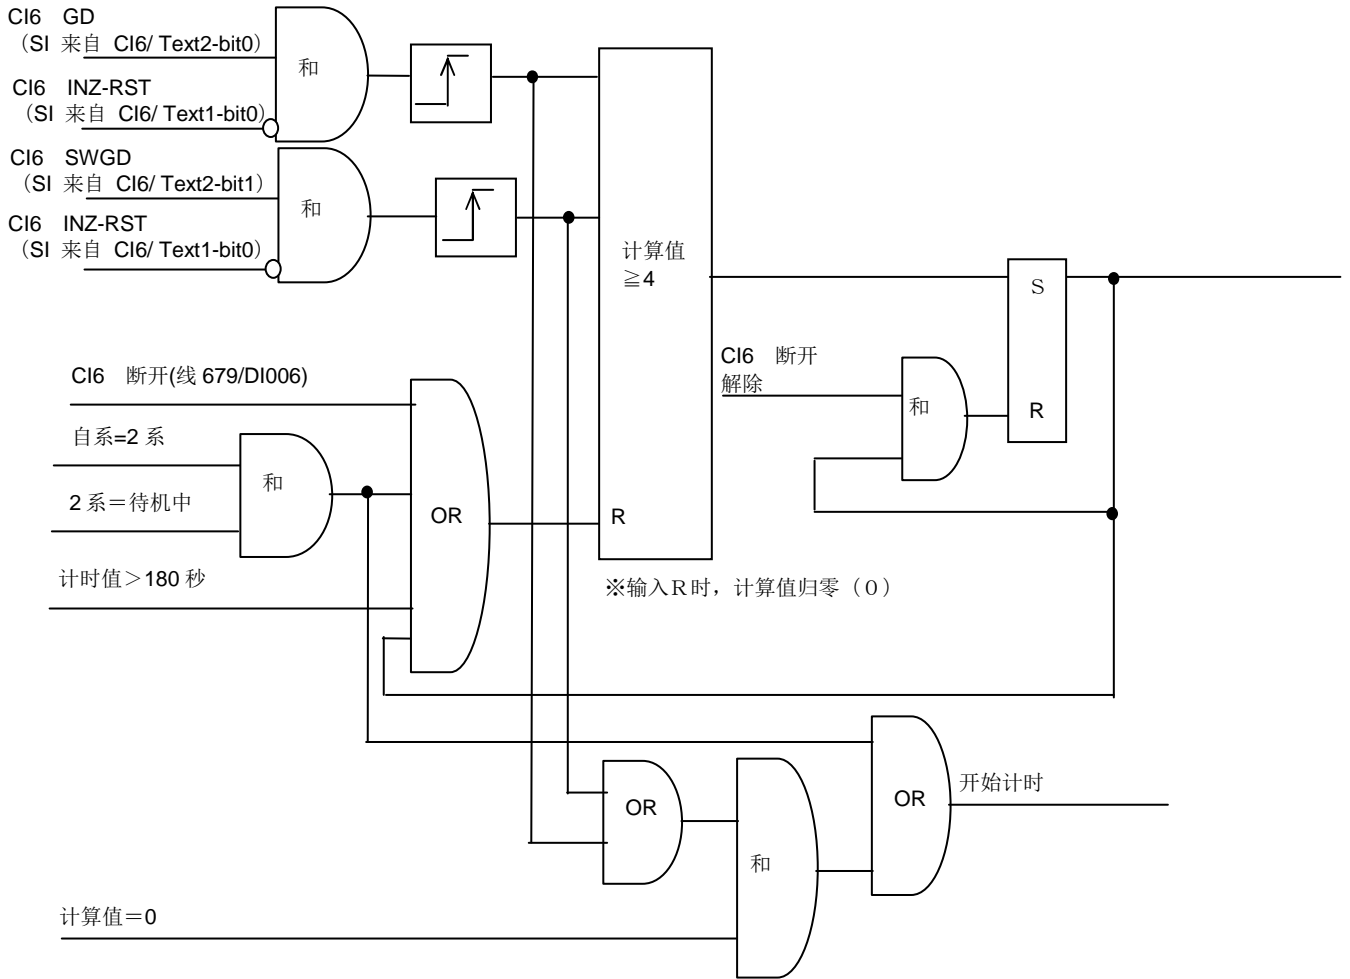 CI6 GD
（SI 来自 CI6/ Text2-bit0）
和
CI6 INZ-RST
（SI 来自 CI6/ Text1-bit0）
CI6 SWGD
（SI 来自 CI6/ Text2-bit1）
和
CI6 INZ-RST
（SI 来自 CI6/ Text1-bit0）
计算值
≧4
S
CI6 断开
解除
和
R
CI6 断开(线 679/DI006)
自系=2 系
和
2 系＝待机中
OR
R
计时值＞180 秒
※输入R时，计算值归零（0）
OR
和
OR
开始计时
计算值＝0